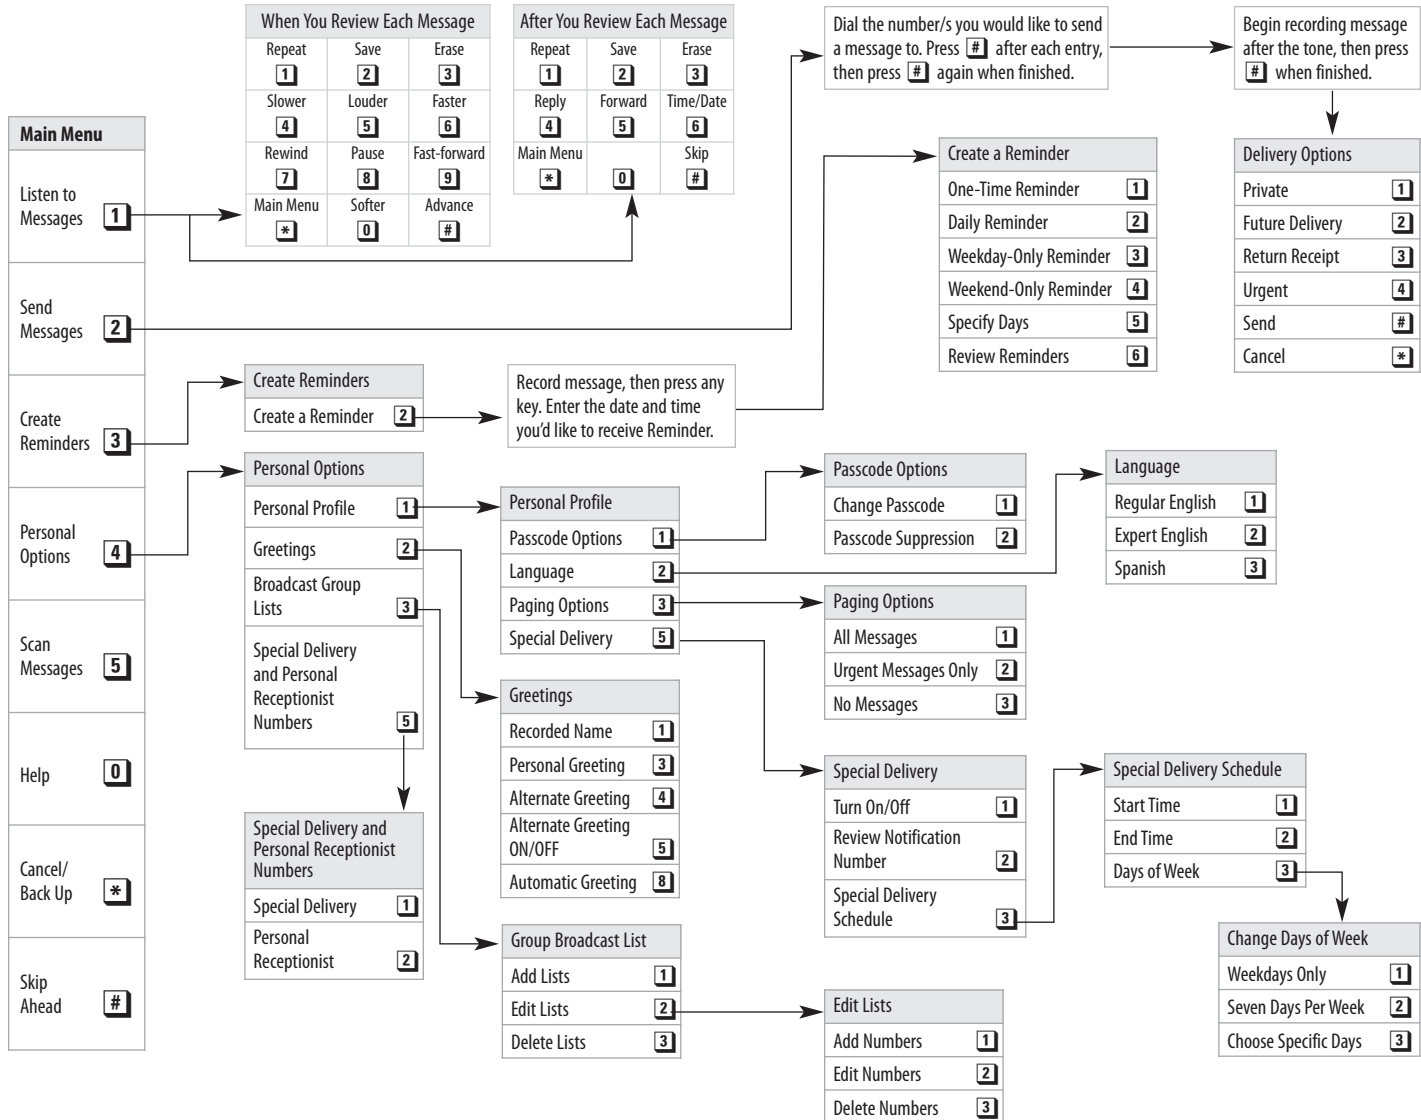 Main Menu
Listen to
Messages 1
Send
Messages 2
Create
Reminders 3
Personal
Options 4
Scan
Messages 5
Help 0
Cancel/
Back Up *
Skip
Ahead #
When You Review Each Message
Repeat Save Erase
1 2 3
Slower Louder Faster
4 5 6
Rewind Pause Fast-forward
7 8 9
Main Menu Softer Advance
* 0 #
After You Review Each Message
Repeat Save Erase
1 2 3
Reply Forward Time/Date
4 5 6
Main Menu Skip
* 0 #
Dial the number/s you would like to send
a message to. Press # after each entry,
then press # again when finished.
Begin recording message
after the tone, then press
# when finished.
Delivery Options
Private 1
Future Delivery 2
Return Receipt 3
Urgent 4
Send #
Cancel *
Create Reminders
Create a Reminder 2
Record message, then press any
key. Enter the date and time
you'd like to receive Reminder.
Create a Reminder
One-Time Reminder 1
Daily Reminder 2
Weekday-Only Reminder 3
Weekend-Only Reminder 4
Specify Days 5
Review Reminders 6
Personal Options
Personal Profile 1
Greetings 2
Broadcast Group
Lists 3
Special Delivery
and Personal
Receptionist
Numbers 5
Special Delivery and
Personal Receptionist
Numbers
Special Delivery 1
Personal
Receptionist 2
Personal Profile
Passcode Options 1
Language 2
Paging Options 3
Special Delivery 5
Greetings
Recorded Name 1
Personal Greeting 3
Alternate Greeting 4
Alternate Greeting
ON/OFF 5
Automatic Greeting 8
Group Broadcast List
Add Lists 1
Edit Lists 2
Delete Lists 3
Passcode Options
Change Passcode 1
Passcode Suppression 2
Language
Regular English 1
Expert English 2
Spanish 3
Paging Options
All Messages 1
Urgent Messages Only 2
No Messages 3
Special Delivery
Turn On/Off 1
Review Notification
Number 2
Special Delivery
Schedule 3
Special Delivery Schedule
Start Time 1
End Time 2
Days of Week 3
Change Days of Week
Weekdays Only 1
Seven Days Per Week 2
Choose Specific Days 3
Edit Lists
Add Numbers 1
Edit Numbers 2
Delete Numbers 3